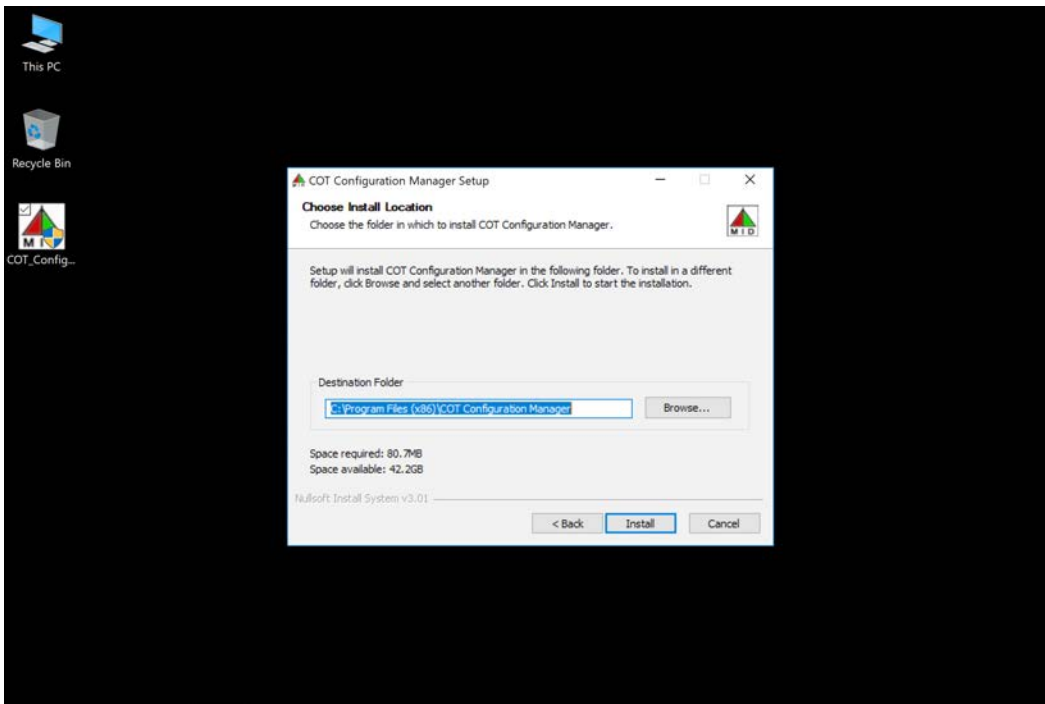 This PC
Recycle Bin
COT_Config...
COT Configuration Manager Setup
Choose Install Location
Choose the folder in which to install COT Configuration Manager.
MID
Setup will install COT Configuration Manager in the following folder. To install in a different
folder, click Browse and select another folder. Click Install to start the installation.
Destination Folder
C:\Program Files (x86)\COT Configuration Manager
Browse...
Space required: 80.7MB
Space available: 42.2GB
Nullsoft Install System v3.01
< Back
Install
Cancel